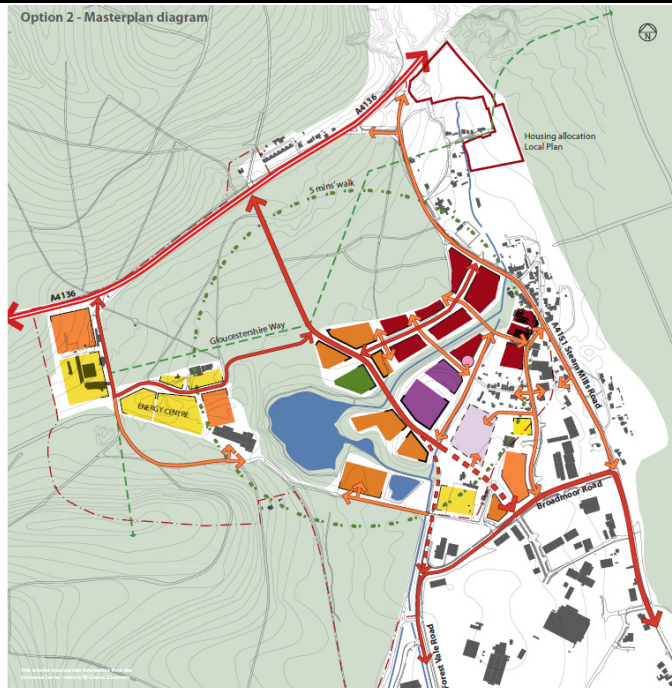 Option 2 - Masterplan diagram
N
A4136
Housing allocation
Local Plan
5 mins' walk
A4136
Gloucestershire Way
A4151 Steam Mills Road
ENERGY CENTRE
Broadmoor Road
Forest Vale Road